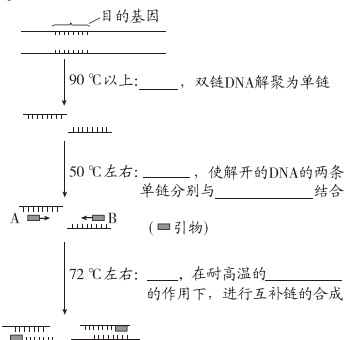 目的基因
90 ℃以上:____,双链DNA解聚为单链
50 ℃左右:_____,使解开的DNA的两条
单链分别与__________结合
A B
(引物)
72 ℃左右:___,在耐高温的________
的作用下,进行互补链的合成